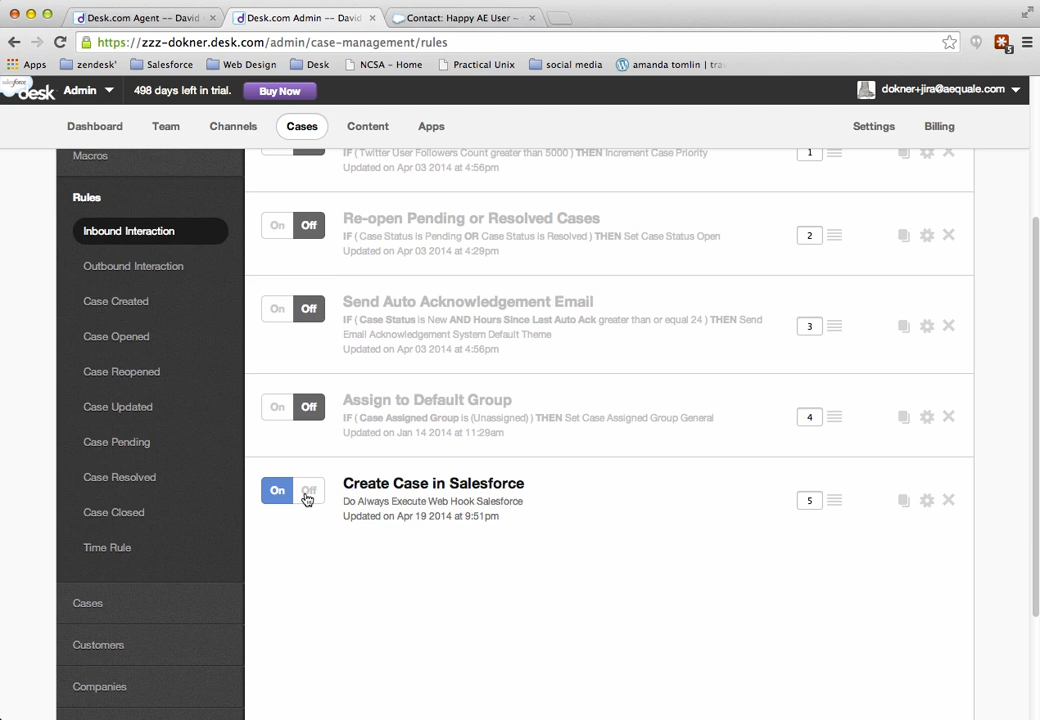 Desk.com Agent -- David
Desk.com Admin -- David
Contact: Happy AE User ~
https://zzz-dokner.desk.com/admin/case-management/rules
5
Apps
zendesk'
Salesforce
Web Design
Desk
NCSA – Home
Practical Unix
social media
amanda tomlin | tra
salesforce
desk
Admin
498 days left in trial.
Buy Now
dokner+jira@aequale.com
Dashboard
Team
Channels
Cases
Content
Apps
Settings
Billing
Macros
Rules
Inbound Interaction
Outbound Interaction
Case Created
Case Opened
Case Reopened
Case Updated
Case Pending
Case Resolved
Case Closed
Time Rule
Cases
Customers
Companies
IF ( Twitter User Followers Count greater than 5000 ) THEN Increment Case Priority
Updated on Apr 03 2014 at 4:56pm
1
On Off
Re-open Pending or Resolved Cases
IF ( Case Status is Pending OR Case Status is Resolved ) THEN Set Case Status Open
Updated on Apr 03 2014 at 4:29pm
2
On Off
Send Auto Acknowledgement Email
IF ( Case Status is New AND Hours Since Last Auto Ack greater than or equal 24 ) THEN Send
Email Acknowledgement System Default Theme
Updated on Apr 03 2014 at 4:56pm
3
On Off
Assign to Default Group
IF ( Case Assigned Group is (Unassigned) ) THEN Set Case Assigned Group General
Updated on Jan 14 2014 at 11:29am
4
On Off
Create Case in Salesforce
Do Always Execute Web Hook Salesforce
Updated on Apr 19 2014 at 9:51pm
5